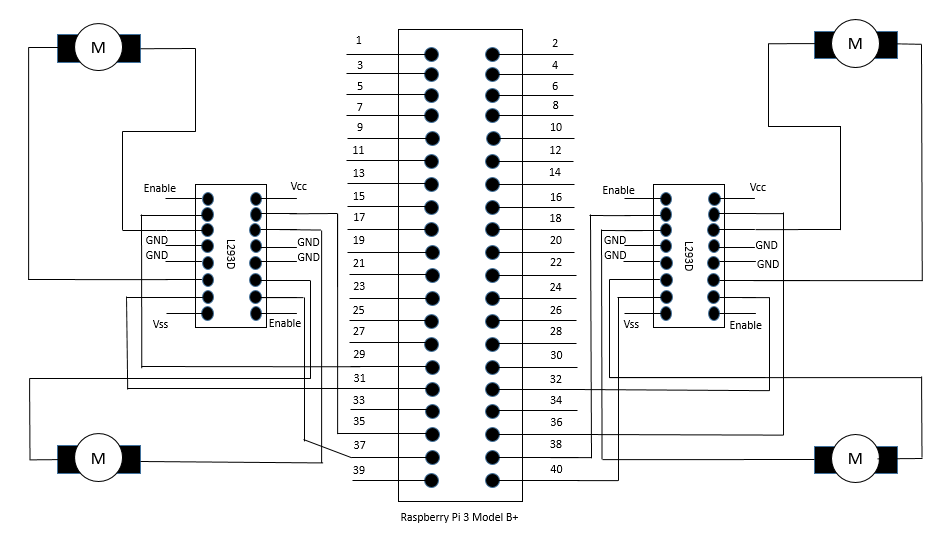 M
M
1
2
3
4
5
6
7
8
9
10
11
12
13
14
15
16
17
18
19
20
21
22
23
24
25
26
27
28
29
30
31
32
33
34
35
36
37
38
39
40
Enable
Vcc
GND
GND
GND
GND
L293D
Vss
Enable
Enable
Vcc
GND
GND
GND
GND
L293D
Vss
Enable
M
M
Raspberry Pi 3 Model B+